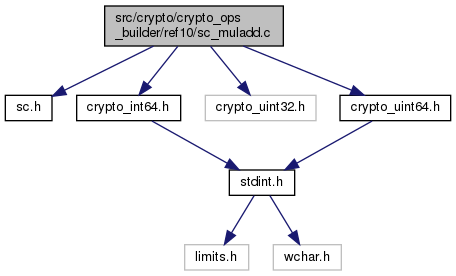 src/crypto/crypto_ops
_builder/ref10/sc_muladd.c
sc.h
crypto_int64.h
crypto_uint32.h
crypto_uint64.h
stdint.h
limits.h
wchar.h